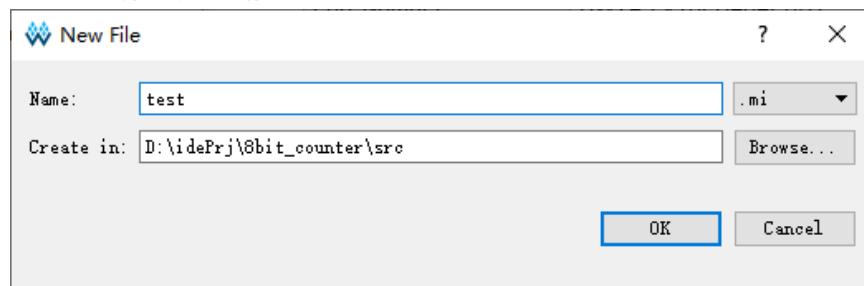 New File
Name: test .mi
Create in: D:\idePrj\8bit_counter\src Browse...
OK Cancel